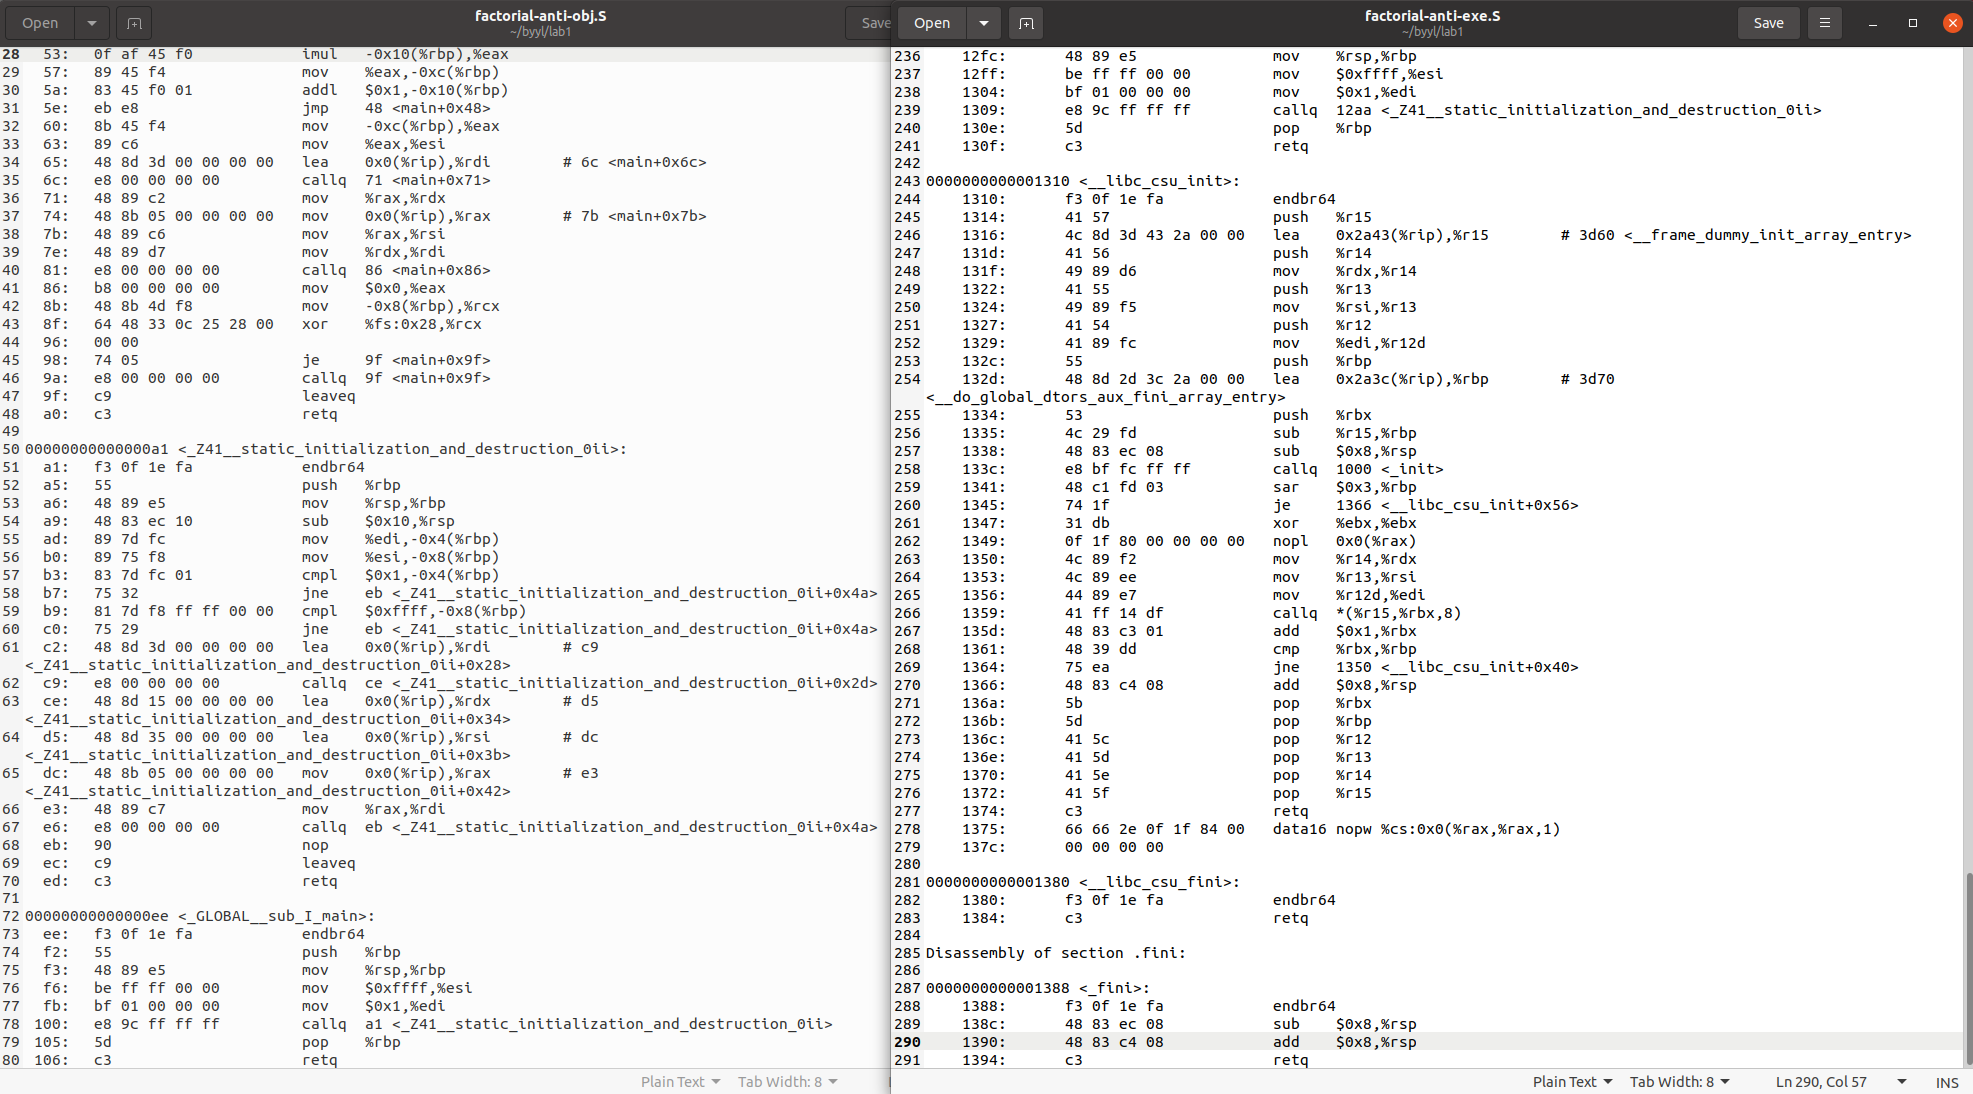 Open
factorial-anti-obj.S
~/byyl/lab1
Save
28 53: 0f af 45 f0 imul -0x10(%rbp),%eax
29 57: 89 45 f4 mov %eax,-0xc(%rbp)
30 5a: 83 45 f0 01 addl $0x1,-0x10(%rbp)
31 5e: eb e8 jmp 48 <main+0x48>
32 60: 8b 45 f4 mov -0xc(%rbp),%eax
33 63: 89 c6 mov %eax,%esi
34 65: 48 8d 3d 00 00 00 00 lea 0x0(%rip),%rdi # 6c <main+0x6c>
35 6c: e8 00 00 00 00 callq 71 <main+0x71>
36 71: 48 89 c2 mov %rax,%rdx
37 74: 48 8b 05 00 00 00 00 mov 0x0(%rip),%rax # 7b <main+0x7b>
38 7b: 48 89 c6 mov %rax,%rsi
39 7e: 48 89 d7 mov %rdx,%rdi
40 81: e8 00 00 00 00 callq 86 <main+0x86>
41 86: b8 00 00 00 00 mov $0x0,%eax
42 8b: 48 8b 4d f8 mov -0x8(%rbp),%rcx
43 8f: 64 48 33 0c 25 28 00 xor %fs:0x28,%rcx
44 96: 00 00
45 98: 74 05 je 9f <main+0x9f>
46 9a: e8 00 00 00 00 callq 9f <main+0x9f>
47 9f: c9 leaveq
48 a0: c3 retq
49
50 00000000000000a1 <_Z41__static_initialization_and_destruction_0ii>:
51 a1: f3 0f 1e fa endbr64
52 a5: 55 push %rbp
53 a6: 48 89 e5 mov %rsp,%rbp
54 a9: 48 83 ec 10 sub $0x10,%rsp
55 ad: 89 7d fc mov %edi,-0x4(%rbp)
56 b0: 89 75 f8 mov %esi,-0x8(%rbp)
57 b3: 83 7d fc 01 cmpl $0x1,-0x4(%rbp)
58 b7: 75 32 jne eb <_Z41__static_initialization_and_destruction_0ii+0x4a>
59 b9: 81 7d f8 ff ff 00 00 cmpl $0xffff,-0x8(%rbp)
60 c0: 75 29 jne eb <_Z41__static_initialization_and_destruction_0ii+0x4a>
61 c2: 48 8d 3d 00 00 00 00 lea 0x0(%rip),%rdi # c9
<_Z41__static_initialization_and_destruction_0ii+0x28>
62 c9: e8 00 00 00 00 callq ce <_Z41__static_initialization_and_destruction_0ii+0x2d>
63 ce: 48 8d 15 00 00 00 00 lea 0x0(%rip),%rdx # d5
<_Z41__static_initialization_and_destruction_0ii+0x34>
64 d5: 48 8d 35 00 00 00 00 lea 0x0(%rip),%rsi # dc
<_Z41__static_initialization_and_destruction_0ii+0x3b>
65 dc: 48 8b 05 00 00 00 00 mov 0x0(%rip),%rax # e3
<_Z41__static_initialization_and_destruction_0ii+0x42>
66 e3: 48 89 c7 mov %rax,%rdi
67 e6: e8 00 00 00 00 callq eb <_Z41__static_initialization_and_destruction_0ii+0x4a>
68 eb: 90 nop
69 ec: c9 leaveq
70 ed: c3 retq
71
72 00000000000000ee <_GLOBAL__sub_I_main>:
73 ee: f3 0f 1e fa endbr64
74 f2: 55 push %rbp
75 f3: 48 89 e5 mov %rsp,%rbp
76 f6: be ff ff 00 00 mov $0xffff,%esi
77 fb: bf 01 00 00 00 mov $0x1,%edi
78 100: e8 9c ff ff ff callq a1 <_Z41__static_initialization_and_destruction_0ii>
79 105: 5d pop %rbp
80 106: c3 retq
Plain Text Tab Width: 8
Open
factorial-anti-exe.S
~/byyl/lab1
Save
236 12fc: 48 89 e5 mov %rsp,%rbp
237 12ff: be ff ff 00 00 mov $0xffff,%esi
238 1304: bf 01 00 00 00 mov $0x1,%edi
239 1309: e8 9c ff ff ff callq 12aa <_Z41__static_initialization_and_destruction_0ii>
240 130e: 5d pop %rbp
241 130f: c3 retq
242
243 0000000000001310 <__libc_csu_init>:
244 1310: f3 0f 1e fa endbr64
245 1314: 41 57 push %r15
246 1316: 4c 8d 3d 43 2a 00 00 lea 0x2a43(%rip),%r15 # 3d60 <__frame_dummy_init_array_entry>
247 131d: 41 56 push %r14
248 131f: 49 89 d6 mov %rdx,%r14
249 1322: 41 55 push %r13
250 1324: 49 89 f5 mov %rsi,%r13
251 1327: 41 54 push %r12
252 1329: 41 89 fc mov %edi,%r12d
253 132c: 55 push %rbp
254 132d: 48 8d 2d 3c 2a 00 00 lea 0x2a3c(%rip),%rbp # 3d70
<__do_global_dtors_aux_fini_array_entry>
255 1334: 53 push %rbx
256 1335: 4c 29 fd sub %r15,%rbp
257 1338: 48 83 ec 08 sub $0x8,%rsp
258 133c: e8 bf fc ff ff callq 1000 <_init>
259 1341: 48 c1 fd 03 sar $0x3,%rbp
260 1345: 74 1f je 1366 <__libc_csu_init+0x56>
261 1347: 31 db xor %ebx,%ebx
262 1349: 0f 1f 80 00 00 00 00 nopl 0x0(%rax)
263 1350: 4c 89 f2 mov %r14,%rdx
264 1353: 4c 89 ee mov %r13,%rsi
265 1356: 44 89 e7 mov %r12d,%edi
266 1359: 41 ff 14 df callq *(%r15,%rbx,8)
267 135d: 48 83 c3 01 add $0x1,%rbx
268 1361: 48 39 dd cmp %rbx,%rbp
269 1364: 75 ea jne 1350 <__libc_csu_init+0x40>
270 1366: 48 83 c4 08 add $0x8,%rsp
271 136a: 5b pop %rbx
272 136b: 5d pop %rbp
273 136c: 41 5c pop %r12
274 136e: 41 5d pop %r13
275 1370: 41 5e pop %r14
276 1372: 41 5f pop %r15
277 1374: c3 retq
278 1375: 66 66 2e 0f 1f 84 00 data16 nopw %cs:0x0(%rax,%rax,1)
279 137c: 00 00 00 00
280
281 0000000000001380 <__libc_csu_fini>:
282 1380: f3 0f 1e fa endbr64
283 1384: c3 retq
284
285 Disassembly of section .fini:
286
287 0000000000001388 <_fini>:
288 1388: f3 0f 1e fa endbr64
289 138c: 48 83 ec 08 sub $0x8,%rsp
290 1390: 48 83 c4 08 add $0x8,%rsp
291 1394: c3 retq
Plain Text Tab Width: 8 Ln 290, Col 57 INS